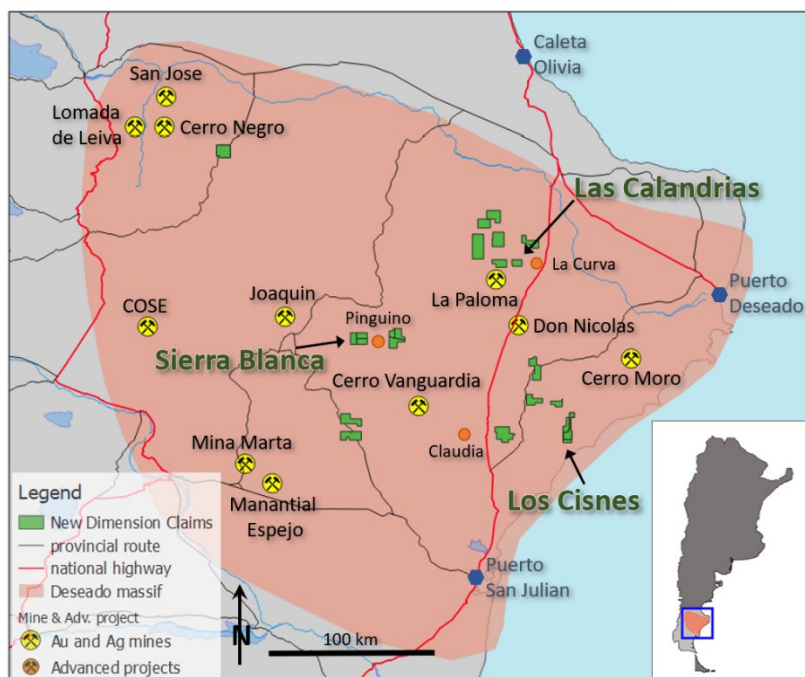 Caleta
Olivia
San Jose
Lomada
de Leiva
Cerro Negro
Las Calandrias
La Curva
La Paloma
Puerto
Deseado
COSE
Joaquin
Pinguino
Don Nicolas
Sierra Blanca
Cerro Moro
Cerro Vanguardia
Claudia
Mina Marta
Manantial
Espejo
Los Cisnes
Puerto
San Julian
Legend
New Dimension Claims
provincial route
national highway
Deseado massif
Mine & Adv. project
Au and Ag mines
Advanced projects
N
100 km